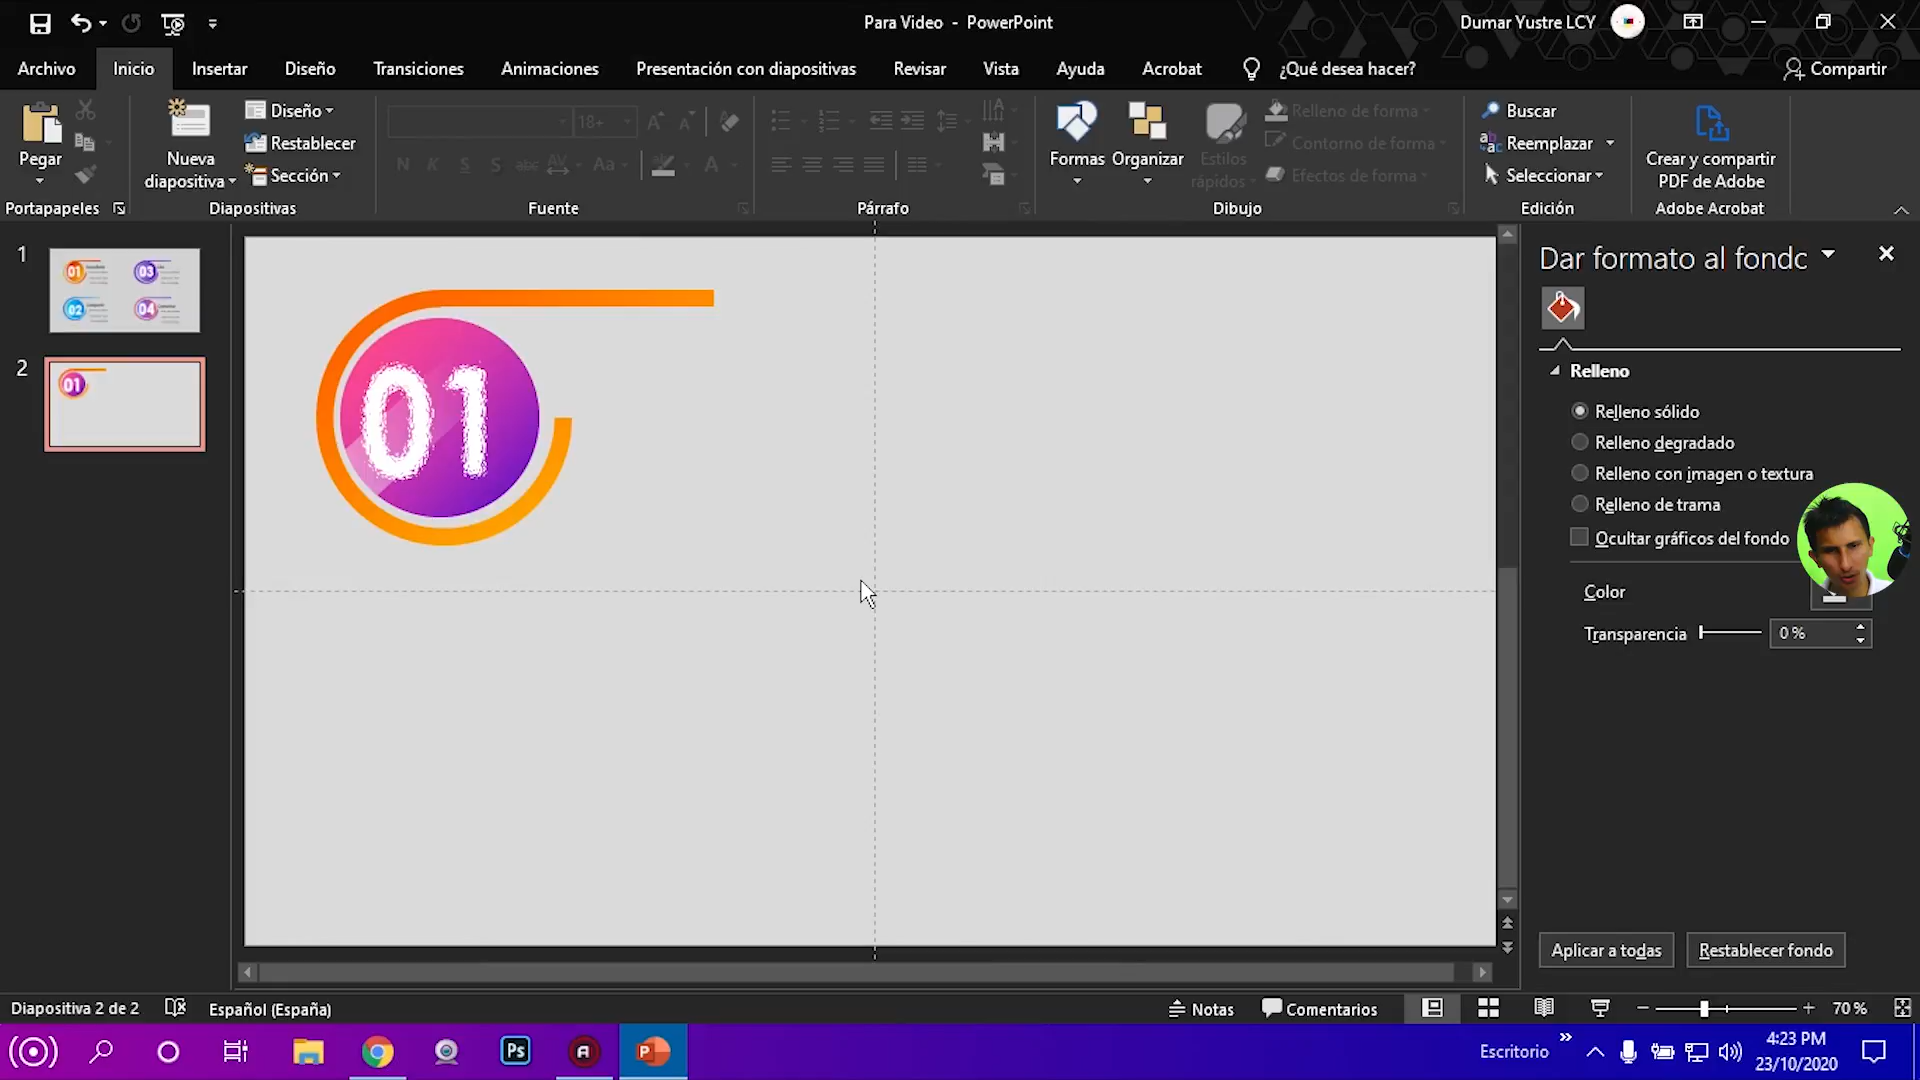 Para Video - PowerPoint
Dumar Yustre LCY
Archivo Inicio Insertar Diseño Transiciones Animaciones Presentación con diapositivas Revisar Vista Ayuda Acrobat ¿Qué desea hacer? Compartir
Pegar
Portapapeles
Nueva
diapositiva
Diseño
Restablecer
Sección
Diapositivas
18+
N K S S abc AV Aa A
Fuente
Párrafo
Formas
Organizar
Estilos
rápidos
Relleno de forma
Contorno de forma
Efectos de forma
Dibujo
Buscar
Reemplazar
Seleccionar
Edición
Crear y compartir
PDF de Adobe
Adobe Acrobat
1
01 03
02 04
2
01
01
Dar formato al fondo
Relleno
Relleno sólido
Relleno degradado
Relleno con imagen o textura
Relleno de trama
Ocultar gráficos del fondo
Color
Transparencia 0 %
Aplicar a todas Restablecer fondo
Diapositiva 2 de 2 Español (España) Notas Comentarios 70 %
Ps
Escritorio
4:23 PM
23/10/2020